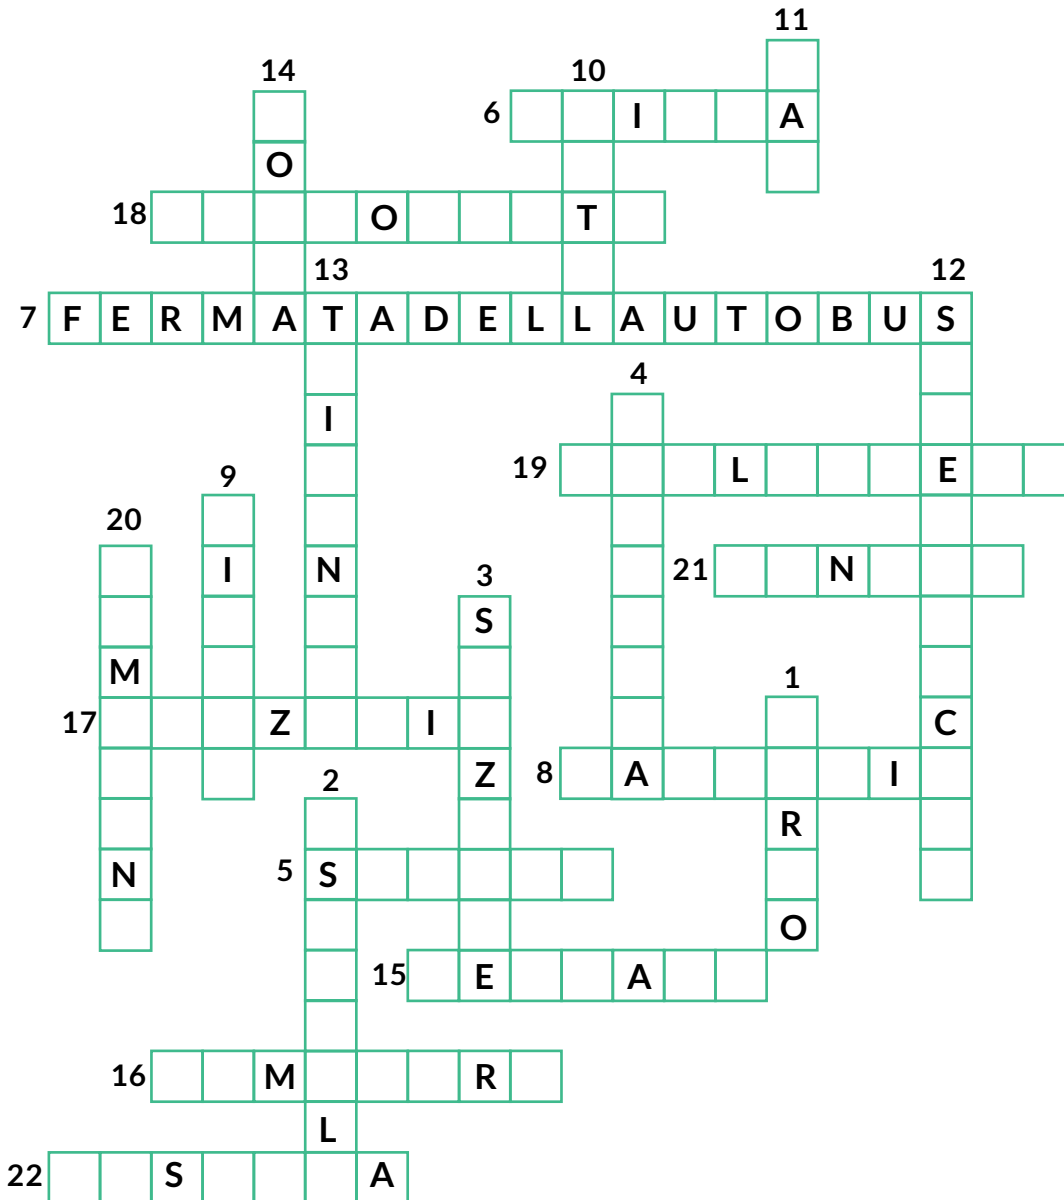 11
14 10
6 I A
O
18 O T
13 12
7 F E R M A T A D E L L A U T O B U S
4
I
19 L E
9
20
I N 21 N
3
S
M 1
17 Z I C
2 Z 8 A I
R
N 5 S
O
15 E A
16 M R
L
22 S A